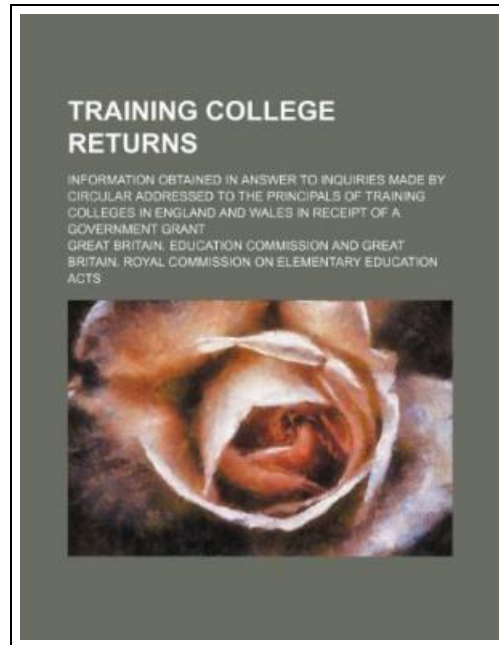 TRAINING COLLEGE
RETURNS
INFORMATION OBTAINED IN ANSWER TO INQUIRIES MADE BY
CIRCULAR ADDRESSED TO THE PRINCIPALS OF TRAINING
COLLEGES IN ENGLAND AND WALES IN RECEIPT OF A
GOVERNMENT GRANT
GREAT BRITAIN. EDUCATION COMMISSION AND GREAT
BRITAIN. ROYAL COMMISSION ON ELEMENTARY EDUCATION
ACTS